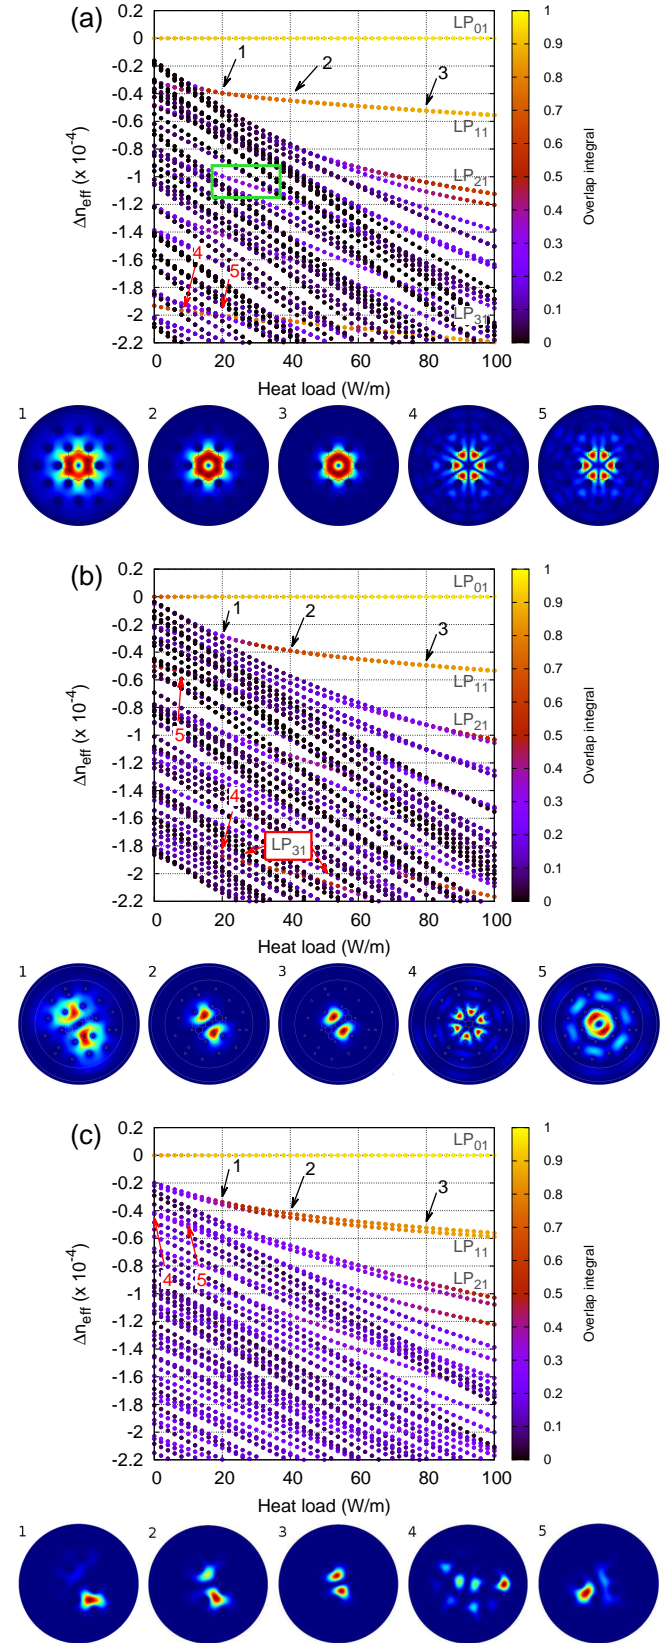 (a)
LP01
0
-0.2
-0.4
-0.6
-0.8
-1
-1.2
-1.4
-1.6
-1.8
-2
-2.2
Δneff (x 10-4)
1
2
3
LP11
LP21
4
5
LP31
0 20 40 60 80 100
Heat load (W/m)
1
0.9
0.8
0.7
0.6
0.5
0.4
0.3
0.2
0.1
0
Overlap integral
1 2 3 4 5
(b)
0.2
0
-0.2
-0.4
-0.6
-0.8
-1
-1.2
-1.4
-1.6
-1.8
-2
-2.2
Δneff (x 10-4)
LP01
1
2
3
LP11
LP21
5
4
LP31
0 20 40 60 80 100
Heat load (W/m)
1
0.9
0.8
0.7
0.6
0.5
0.4
0.3
0.2
0.1
0
Overlap integral
1 2 3 4 5
(c)
0.2
0
-0.2
-0.4
-0.6
-0.8
-1
-1.2
-1.4
-1.6
-1.8
-2
-2.2
Δneff (x 10-4)
LP01
1
2
3
LP11
LP21
4
5
0 20 40 60 80 100
Heat load (W/m)
1
0.9
0.8
0.7
0.6
0.5
0.4
0.3
0.2
0.1
0
Overlap integral
1 2 3 4 5